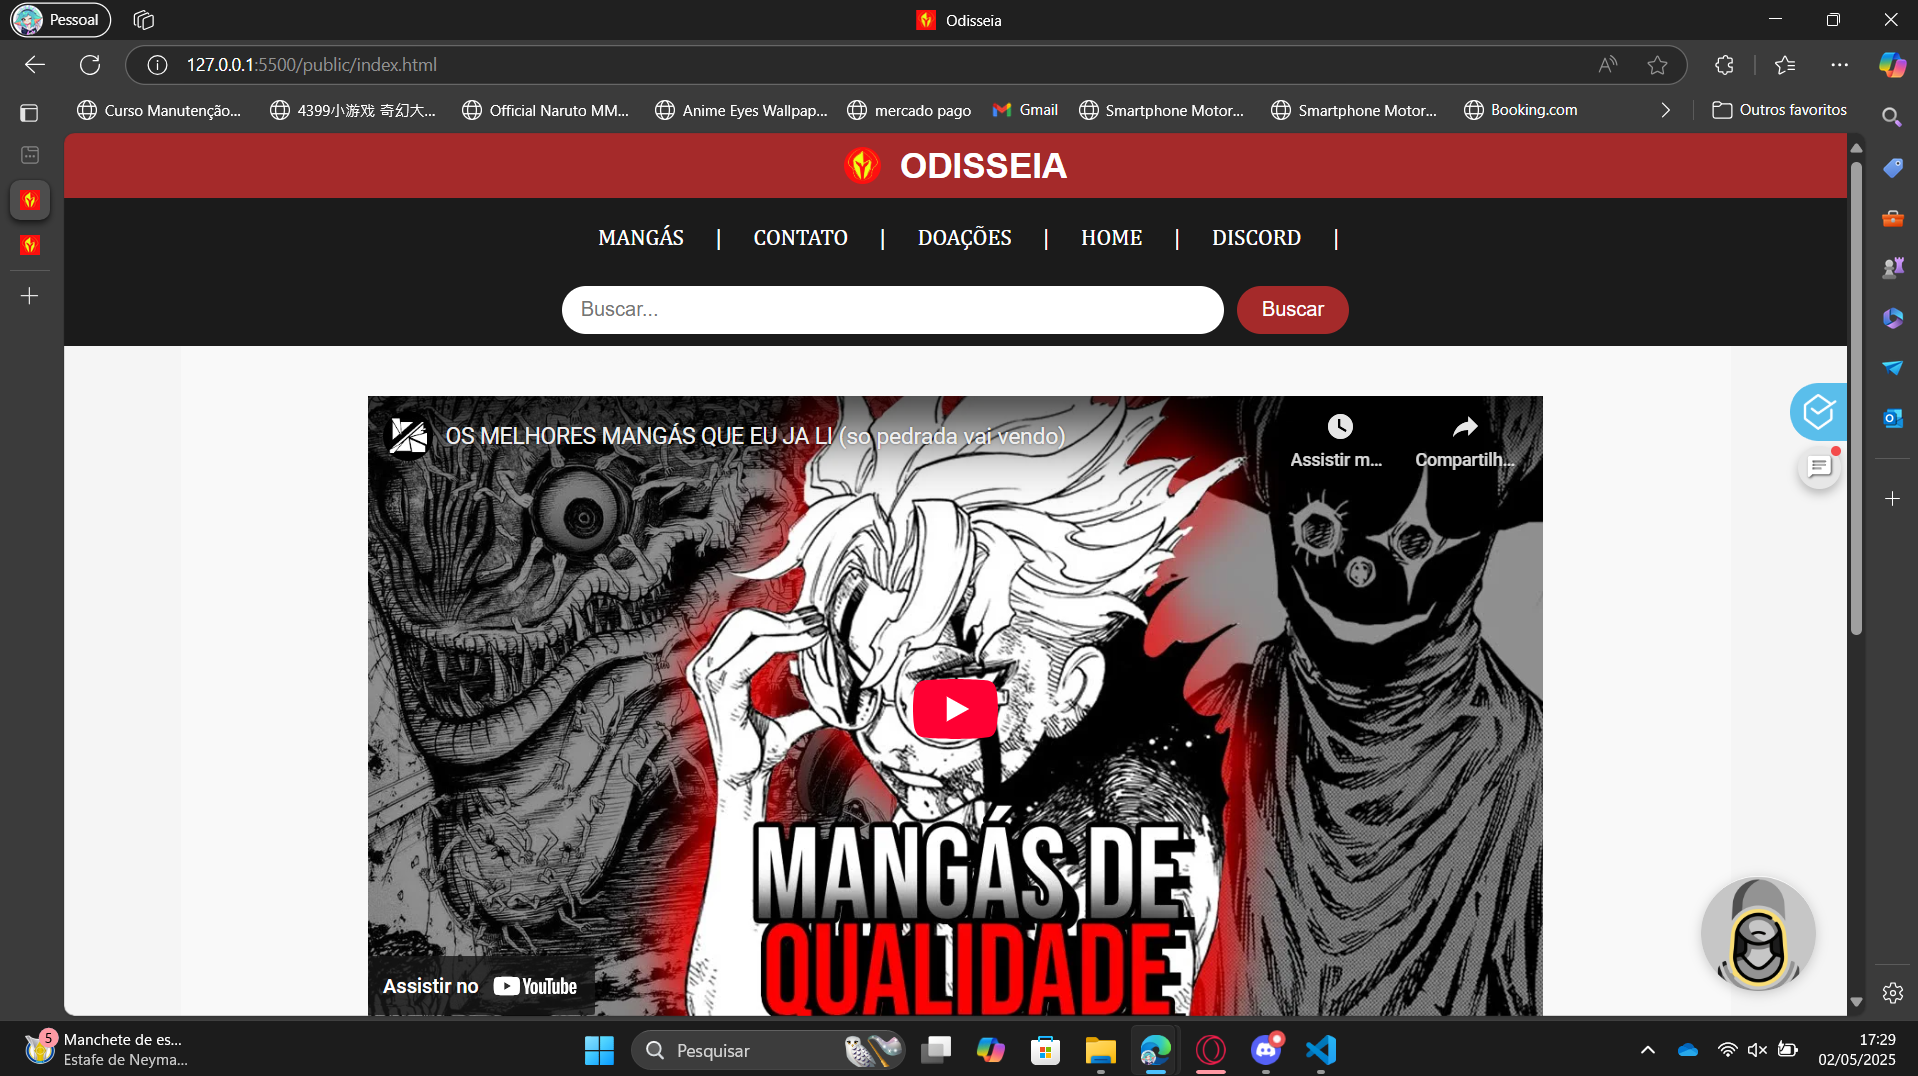 Pessoal
Odisseia
127.0.0.1:5500/public/index.html
Curso Manutenção...
4399小游戏 奇幻大...
Official Naruto MM...
Anime Eyes Wallpap...
mercado pago
Gmail
Smartphone Motor...
Smartphone Motor...
Booking.com
Outros favoritos
ODISSEIA
MANGÁS | CONTATO | DOAÇÕES | HOME | DISCORD |
Buscar...
Buscar
OS MELHORES MANGÁS QUE EU JA LI (so pedrada vai vendo)
Assistir m...
Compartilh...
MANGÁS DE
QUALIDADE
Assistir no YouTube
5
Manchete de es...
Estafe de Neyma...
Pesquisar
17:29
02/05/2025